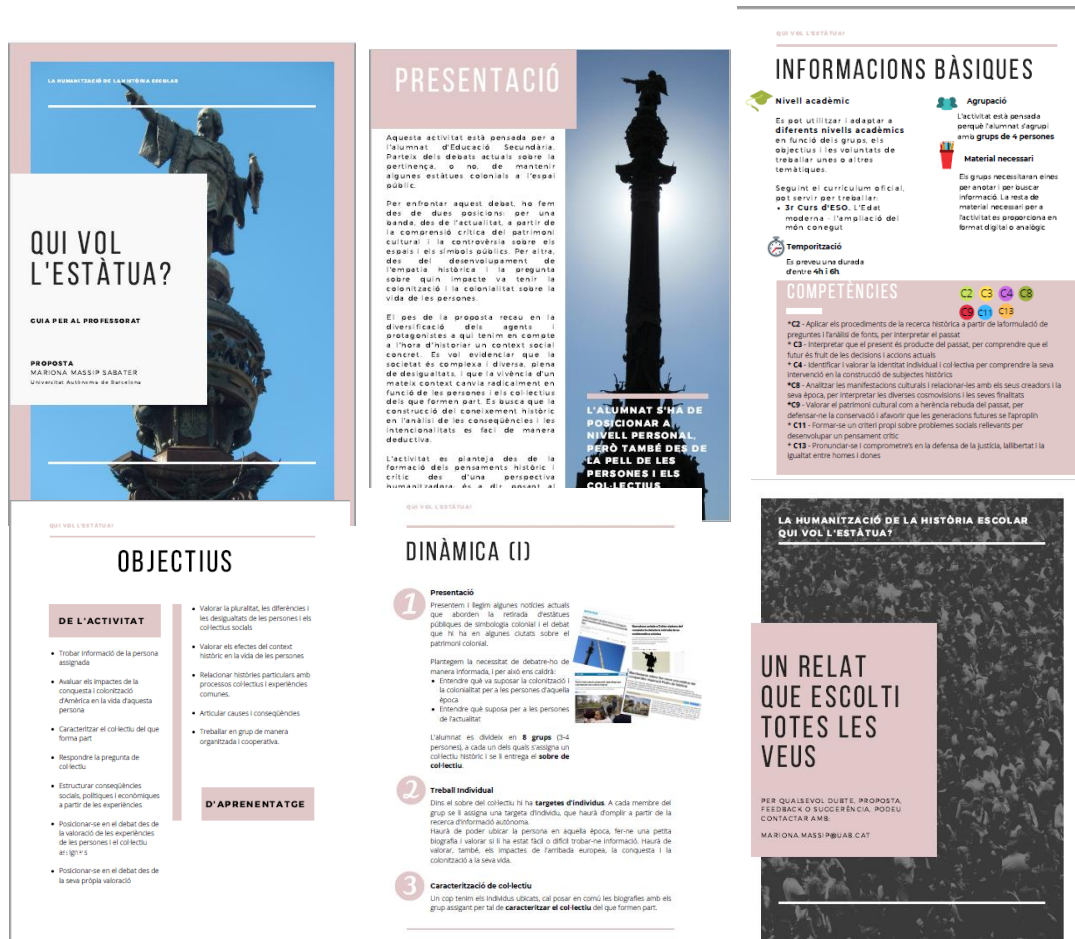 LA HUMANITZACIÓ DE LA HISTÒRIA ESCOLAR
QUI VOL
L'ESTÀTUA?
GUIA PER AL PROFESSORAT
PROPOSTA
MARIONA MASSIP SABATER
Universitat Autònoma de Barcelona
PRESENTACIÓ
Aquesta activitat està pensada per a
l'alumnat d'Educació Secundària.
Parteix dels debats actuals sobre la
pertinença, o no, de mantenir
algunes estàtues colonials a l'espai
públic.
Per enfrontar aquest debat, ho fem
des de dues posicions: per una
banda, des de l'actualitat, a partir de
la comprensió crítica del patrimoni
cultural i la controvèrsia sobre els
espais i els símbols públics. Per altra,
des del desenvolupament de
l'empatia històrica i la pregunta
sobre quin impacte va tenir la
colonització i la colonialitat sobre la
vida de les persones.
El pes de la proposta recau en la
diversificació dels agents i
protagonistes a qui tenim en compte
a l'hora d'historiar un context social
concret. Es vol evidenciar que la
societat és complexa i diversa, plena
de desigualtats, i que la vivència d'un
mateix context canvia radicalment en
funció de les persones i els col·lectius
dels que formen part. Es busca que la
construcció del coneixement històric
en l'anàlisi de les conseqüències i les
intencionalitats es faci de manera
deductiva.
L'activitat es planteja des de la
formació dels pensaments històric i
crític des d'una perspectiva
humanitzadora, és a dir, posant al
L'ALUMNAT S'HA DE
POSICIONAR A
NIVELL PERSONAL,
PERÒ TAMBÉ DES DE
LA PELL DE LES
PERSONES I ELS
COL·LECTIUS
QUI VOL L'ESTÀTUA?
INFORMACIONS BÀSIQUES
Nivell acadèmic
Es pot utilitzar i adaptar a
diferents nivells acadèmics
en funció dels grups, els
objectius i les voluntats de
treballar unes o altres
temàtiques.
Seguint el currículum oficial,
pot servir per treballar:
• 3r Curs d'ESO. L'Edat
moderna - l'ampliació del
món conegut
Temporització
Es preveu una durada
d'entre 4h i 6h
Agrupació
L'activitat està pensada
perquè l'alumnat s'agrupi
amb grups de 4 persones
Material necessari
Els grups necessitaran eines
per anotar i per buscar
informació. La resta de
material necessari per a
l'activitat es proporciona en
format digital o analògic
COMPETÈNCIES
C2 C3 C4 C8
C9 C11 C13
*C2 - Aplicar els procediments de la recerca històrica a partir de laformulació de
preguntes i l'anàlisi de fonts, per interpretar el passat
* C3 - Interpretar que el present és producte del passat, per comprendre que el
futur és fruit de les decisions i accions actuals
* C4 - Identificar i valorar la identitat individual i col·lectiva per comprendre la seva
intervenció en la construcció de subjectes històrics
*C8 - Analitzar les manifestacions culturals i relacionar-les amb els seus creadors i la
seva època, per interpretar les diverses cosmovisions i les seves finalitats
*C9 - Valorar el patrimoni cultural com a herència rebuda del passat, per
defensar-ne la conservació i afavorir que les generacions futures se l'apropiïn
* C11 - Formar-se un criteri propi sobre problemes socials rellevants per
desenvolupar un pensament crític
* C13 - Pronunciar-se i comprometre's en la defensa de la justícia, lallibertat i la
igualtat entre homes i dones
QUI VOL L'ESTÀTUA?
OBJECTIUS
DE L'ACTIVITAT
• Trobar informació de la persona
assignada
• Avaluar els impactes de la
conquesta i colonització
d'Amèrica en la vida d'aquesta
persona
• Caracteritzar el col·lectiu del que
forma part
• Respondre la pregunta de
col·lectiu
• Estructurar conseqüències
socials, polítiques i econòmiques
a partir de les experiències
• Posicionar-se en el debat des de
la valoració de les experiències
de les persones i el col·lectiu
• Posicionar-se en el debat des de
la seva pròpia valoració
• Valorar la pluralitat, les diferències i
les desigualtats de les persones i els
col·lectius socials
• Valorar els efectes del context
històric en la vida de les persones
• Relacionar històries particulars amb
processos col·lectius i experiències
comunes.
• Articular causes i conseqüències
• Treballar en grup de manera
organitzada i cooperativa.
D'APRENENTATGE
QUI VOL L'ESTÀTUA?
DINÀMICA (I)
1
Presentació
Presentem i llegim algunes notícies actuals
que aborden la retirada d'estàtues
públiques de simbologia colonial i el debat
que hi ha en algunes ciutats sobre el
patrimoni colonial.
Plantegem la necessitat de debatre-ho de
manera informada, i per això ens caldrà:
• Entendre què va suposar la colonització i
la colonialitat per a les persones d'aquella
època
• Entendre què suposa per a les persones
de l'actualitat
L'alumnat es divideix en 8 grups (3-4
persones), a cada un dels quals s'assigna un
col·lectiu històric i se li entrega el sobre de
col·lectiu.
2
Treball Individual
Dins el sobre del col·lectiu hi ha targetes d'individus. A cada membre del
grup se li assigna una targeta d'individu, que haurà d'omplir a partir de la
recerca d'informació autònoma.
Haurà de poder ubicar la persona en aquella època, fer-ne una petita
biografia i valorar si li ha estat fàcil o difícil trobar-ne informació. Haurà de
valorar, també, els impactes de l'arribada europea, la conquesta i la
colonització a la seva vida.
3
Caracterització de col·lectiu
Un cop tenim els individus ubicats, cal posar en comú les biografies amb els
grup assigant per tal de caracteritzar el col·lectiu del que formen part.
LA HUMANITZACIÓ DE LA HISTÒRIA ESCOLAR
QUI VOL L'ESTÀTUA?
UN RELAT
QUE ESCOLTI
TOTES LES
VEUS
PER QUALSEVOL DUBTE, PROPOSTA,
FEEDBACK O SUGGERÈNCIA, PODEU
CONTACTAR AMB:
MARIONA.MASSIP@UAB.CAT